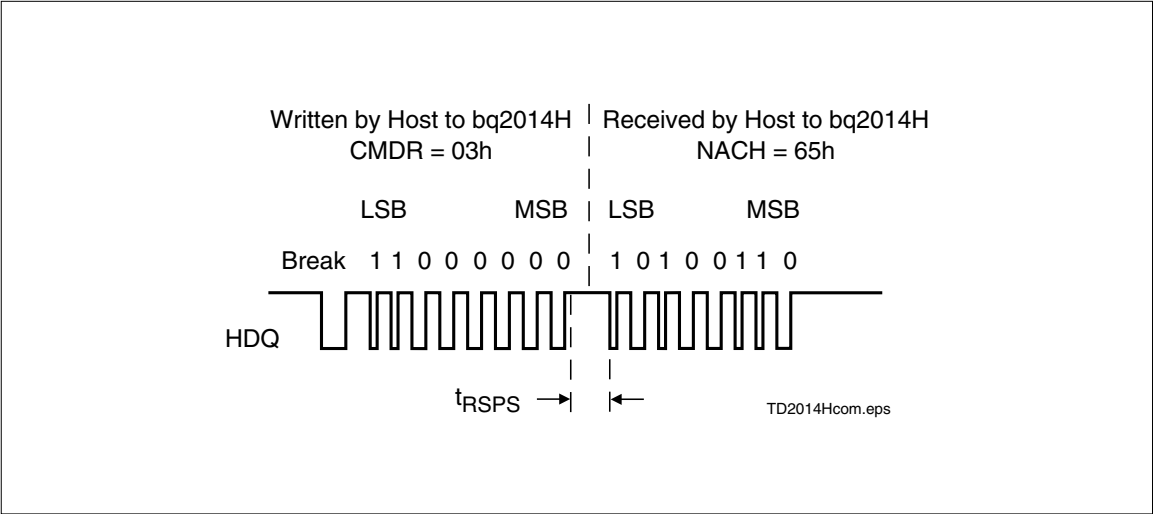 Written by Host to bq2014H
CMDR = 03h
Received by Host to bq2014H
NACH = 65h
LSB MSB LSB MSB
Break 1 1 0 0 0 0 0 0 1 0 1 0 0 1 1 0
HDQ
tRSPS
TD2014Hcom.eps